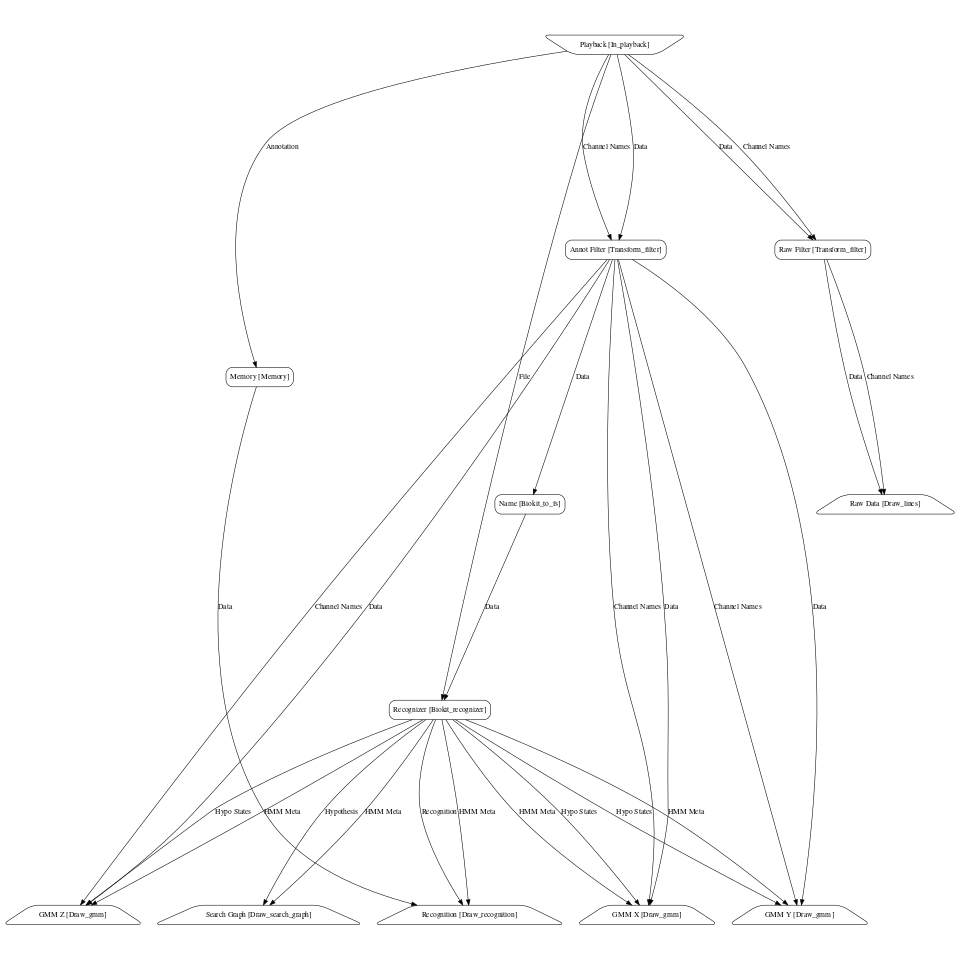 Playback [In_playback]
Annotation
Channel Names
Data
Data
Channel Names
Annot Filter [Transform_filter]
Raw Filter [Transform_filter]
Memory [Memory]
File
Data
Data
Channel Names
Name [Biokit_to_fs]
Raw Data [Draw_lines]
Data
Channel Names
Data
Data
Channel Names
Data
Channel Names
Data
Recognizer [Biokit_recognizer]
Hypo States
HMM Meta
Hypothesis
HMM Meta
Recognition
HMM Meta
HMM Meta
Hypo States
Hypo States
HMM Meta
GMM Z [Draw_gmm]
Search Graph [Draw_search_graph]
Recognition [Draw_recognition]
GMM X [Draw_gmm]
GMM Y [Draw_gmm]